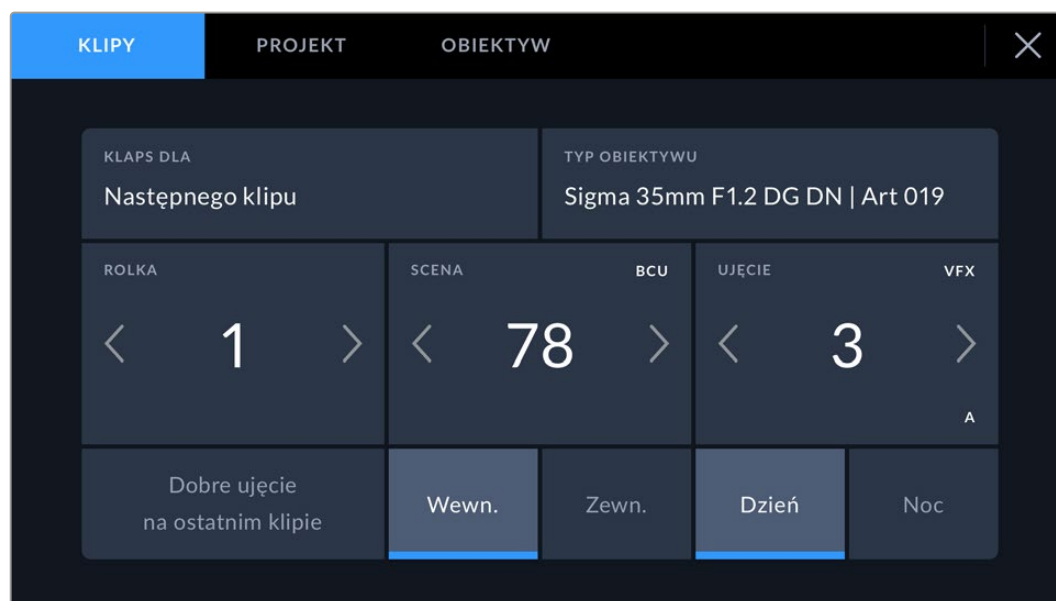 KLIPY PROJEKT OBIEKTYW
KLAPS DLA
Następnego klipu
TYP OBIEKTYWU
Sigma 35mm F1.2 DG DN | Art 019
ROLKA
1
SCENA BCU
78
UJĘCIE VFX
3
A
Dobre ujęcie
na ostatnim klipie
Wewn.
Zewn.
Dzień
Noc